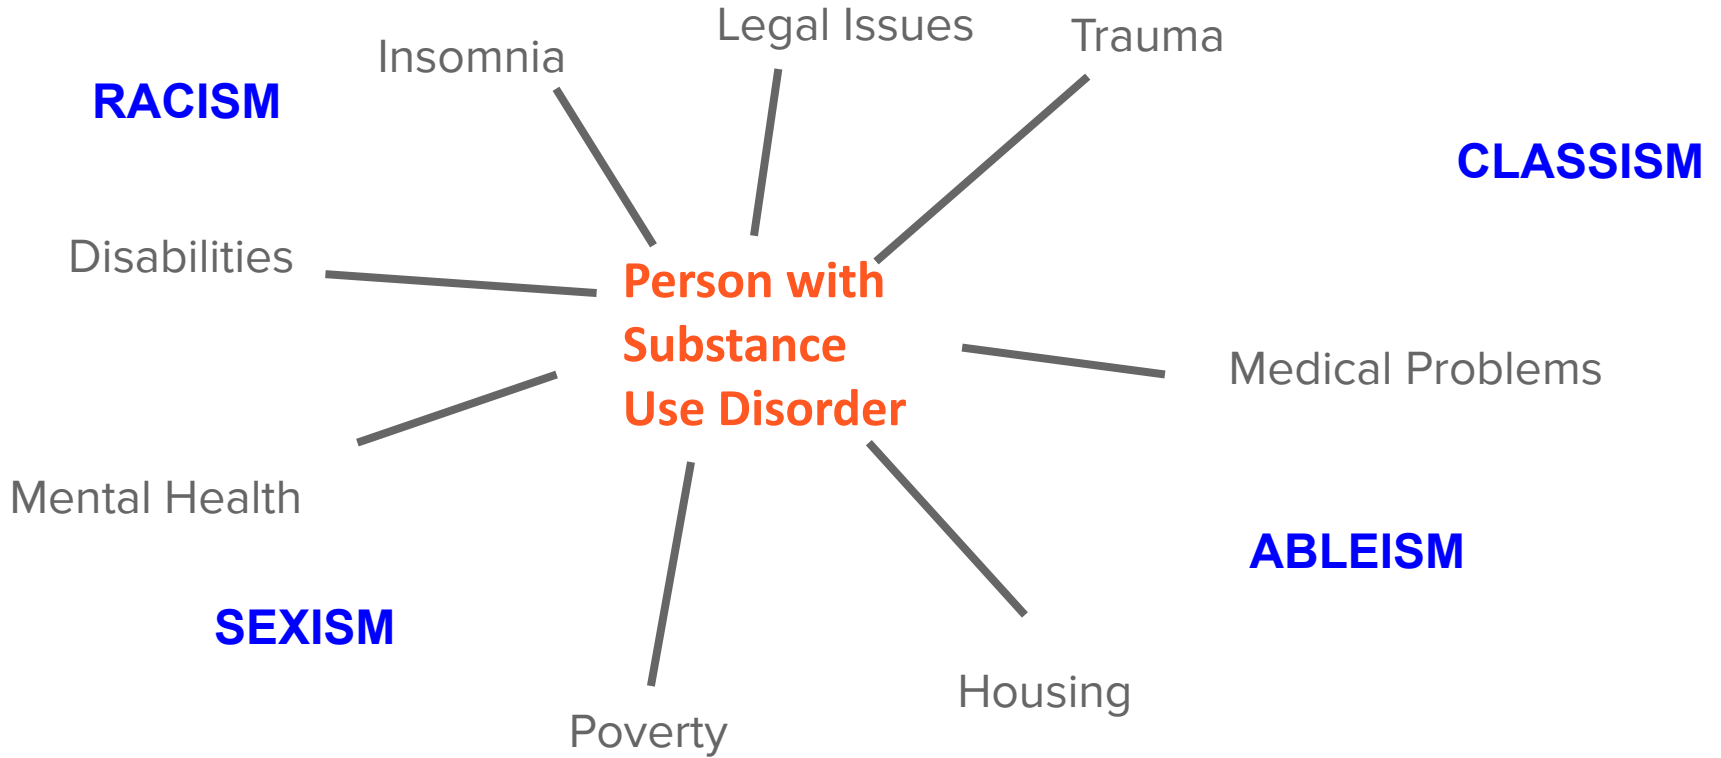 Legal Issues
Trauma
Insomnia
RACISM
CLASSISM
Disabilities
Person with
Substance
Use Disorder
Medical Problems
Mental Health
ABLEISM
SEXISM
Housing
Poverty